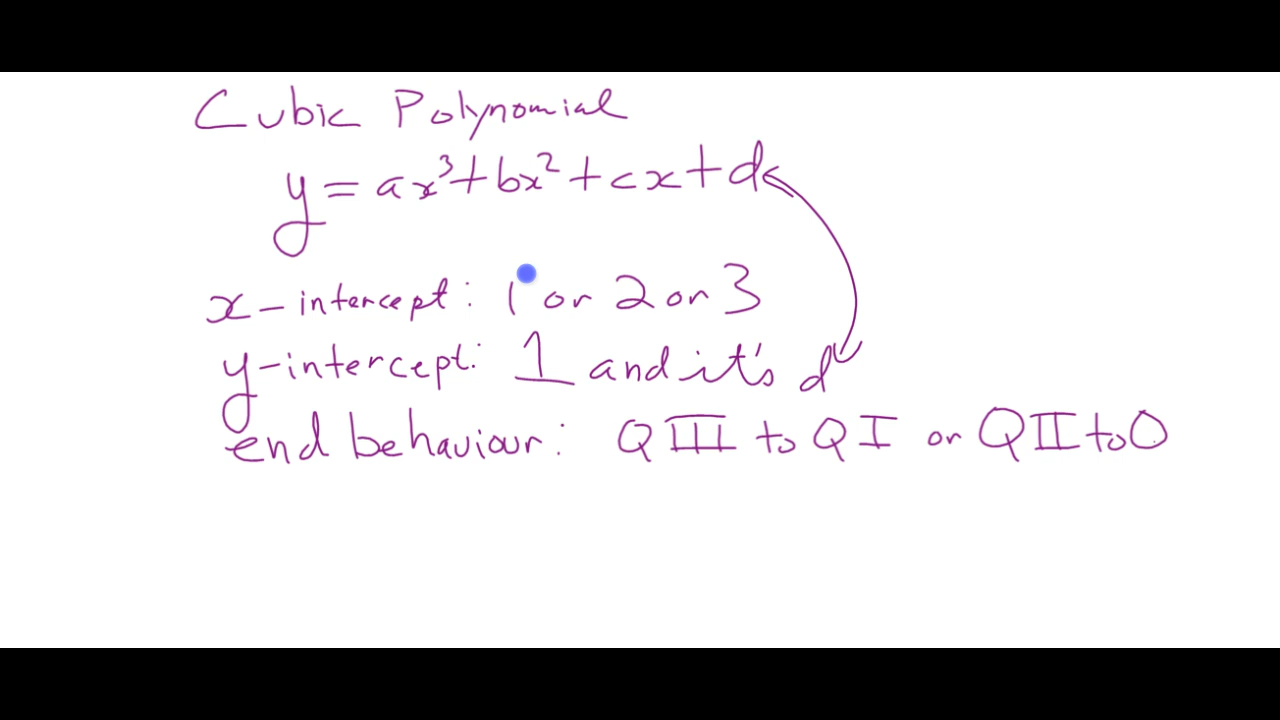 Cubic Polynomial
y = ax³ + bx² + cx + d
x-intercept: 1 or 2 or 3
y-intercept: 1 and it's d
end behaviour: QIII to QI or QII to